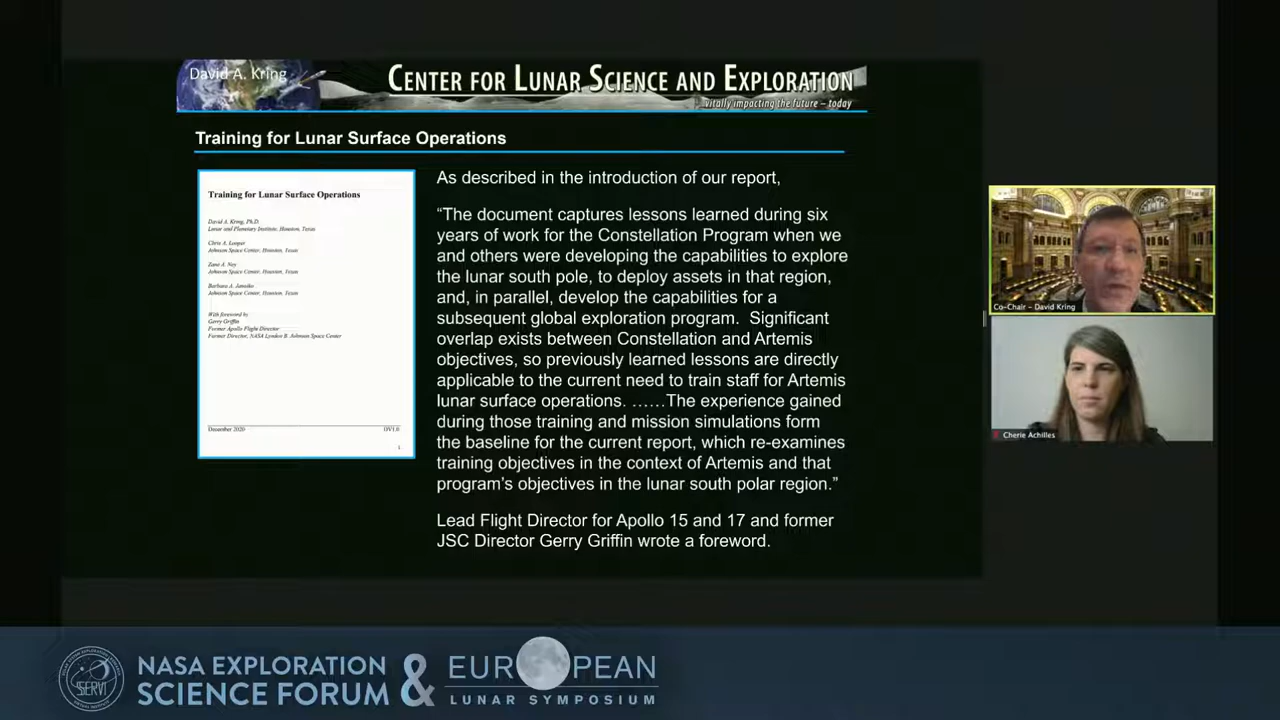 David A. Kring
CENTER FOR LUNAR SCIENCE AND EXPLORATION
vitally impacting the future – today
Training for Lunar Surface Operations
Training for Lunar Surface Operations
David A. Kring, Ph.D.
Lunar and Planetary Institute, Houston, Texas
Chris A. Looper
Johnson Space Center, Houston, Texas
Zane A. Ney
Johnson Space Center, Houston, Texas
Barbara A. Janoiko
Johnson Space Center, Houston, Texas
With foreword by
Gerry Griffin
Former Apollo Flight Director
Former Director, NASA Lyndon B. Johnson Space Center
December 2020
OV1.0
1
As described in the introduction of our report,
“The document captures lessons learned during six
years of work for the Constellation Program when we
and others were developing the capabilities to explore
the lunar south pole, to deploy assets in that region,
and, in parallel, develop the capabilities for a
subsequent global exploration program. Significant
overlap exists between Constellation and Artemis
objectives, so previously learned lessons are directly
applicable to the current need to train staff for Artemis
lunar surface operations. ……The experience gained
during those training and mission simulations form
the baseline for the current report, which re-examines
training objectives in the context of Artemis and that
program's objectives in the lunar south polar region.”
Lead Flight Director for Apollo 15 and 17 and former
JSC Director Gerry Griffin wrote a foreword.
Co-Chair – David Kring
Cherie Achilles
SSERVI
NASA EXPLORATION
SCIENCE FORUM
&
EUROPEAN
LUNAR SYMPOSIUM